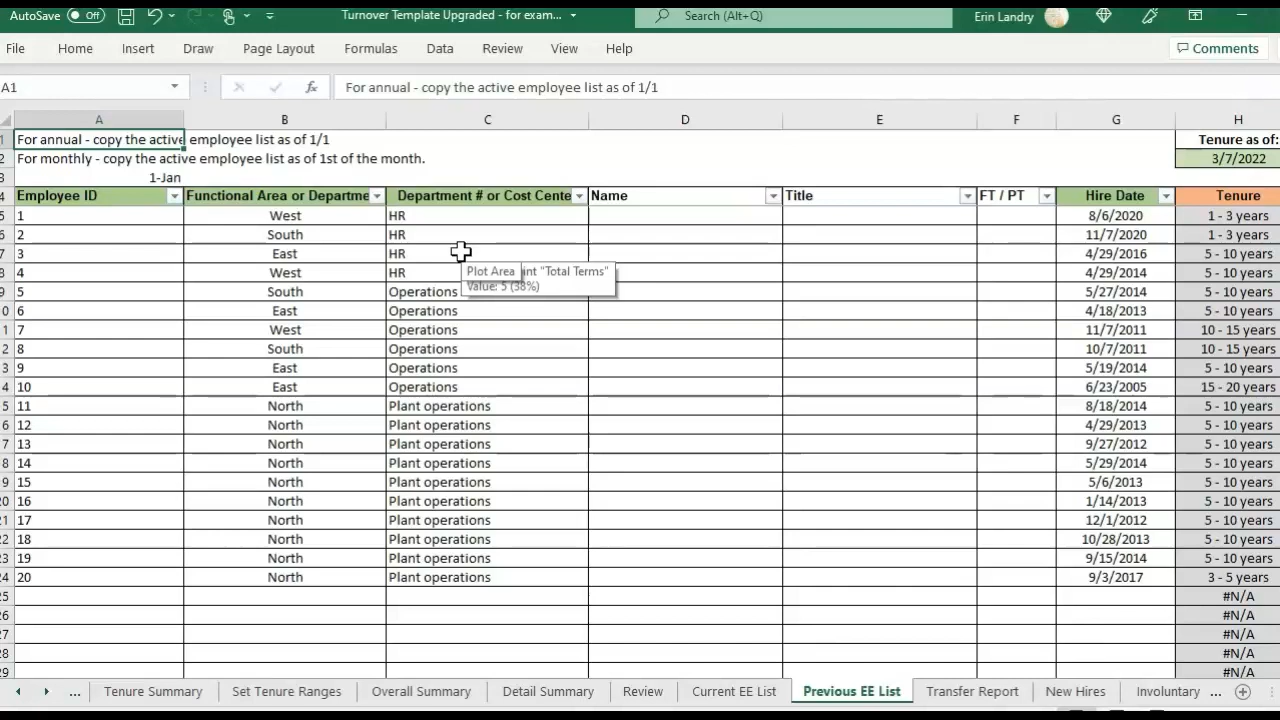 AutoSave Off Turnover Template Upgraded - for exam... Search (Alt+Q) Erin Landry
File Home Insert Draw Page Layout Formulas Data Review View Help Comments
A1 fx For annual - copy the active employee list as of 1/1
A B C D E F G H
1 For annual - copy the active employee list as of 1/1 Tenure as of:
2 For monthly - copy the active employee list as of 1st of the month. 3/7/2022
3 1-Jan
4 Employee ID Functional Area or Departme Department # or Cost Cente Name Title FT / PT Hire Date Tenure
5 1 West HR 8/6/2020 1 - 3 years
6 2 South HR 11/7/2020 1 - 3 years
7 3 East HR 4/29/2016 5 - 10 years
8 4 West HR 4/29/2014 5 - 10 years
Plot Area int "Total Terms"
Value: 5 (38%)
9 5 South Operations 5/27/2014 5 - 10 years
0 6 East Operations 4/18/2013 5 - 10 years
1 7 West Operations 11/7/2011 10 - 15 years
2 8 South Operations 10/7/2011 10 - 15 years
3 9 East Operations 5/19/2014 5 - 10 years
4 10 East Operations 6/23/2005 15 - 20 years
5 11 North Plant operations 8/18/2014 5 - 10 years
6 12 North Plant operations 4/29/2013 5 - 10 years
7 13 North Plant operations 9/27/2012 5 - 10 years
8 14 North Plant operations 5/29/2014 5 - 10 years
9 15 North Plant operations 5/6/2013 5 - 10 years
20 16 North Plant operations 1/14/2013 5 - 10 years
21 17 North Plant operations 12/1/2012 5 - 10 years
22 18 North Plant operations 10/28/2013 5 - 10 years
23 19 North Plant operations 9/15/2014 5 - 10 years
24 20 North Plant operations 9/3/2017 3 - 5 years
25 #N/A
26 #N/A
27 #N/A
28 #N/A
29 #N/A
... Tenure Summary Set Tenure Ranges Overall Summary Detail Summary Review Current EE List Previous EE List Transfer Report New Hires Involuntary ...